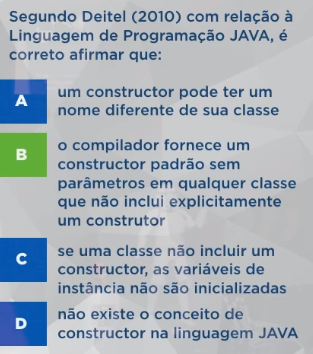 Segundo Deitel (2010) com relação à
Linguagem de Programação JAVA, é
correto afirmar que:
A
um constructor pode ter um
nome diferente de sua classe
B
o compilador fornece um
constructor padrão sem
parâmetros em qualquer classe
que não inclui explicitamente
um construtor
C
se uma classe não incluir um
constructor, as variáveis de
instância não são inicializadas
D
não existe o conceito de
constructor na linguagem JAVA